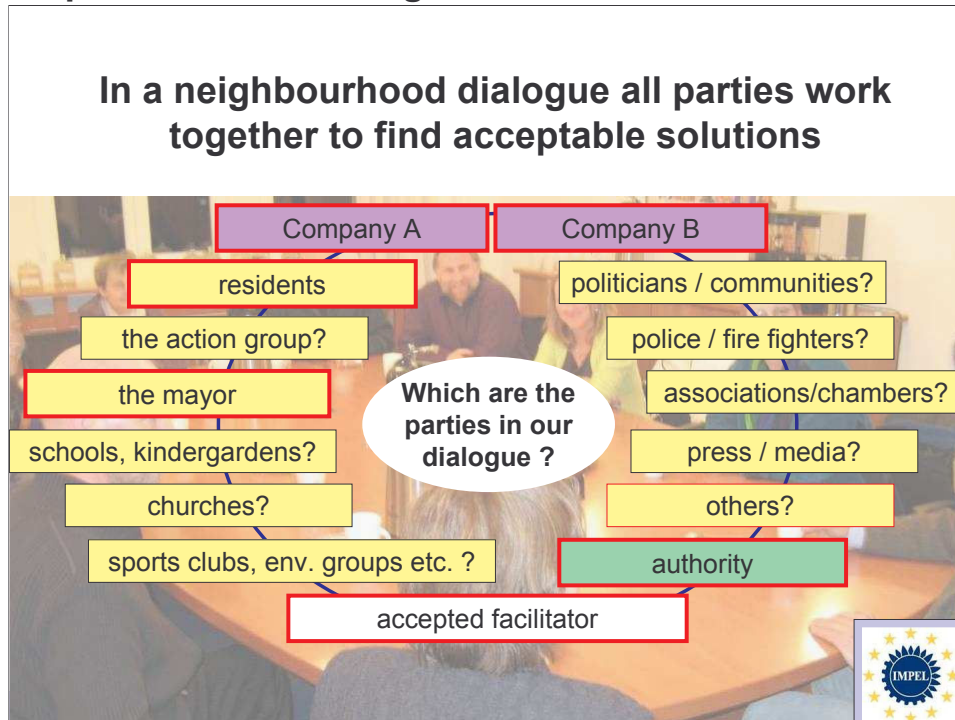 In a neighbourhood dialogue all parties work
together to find acceptable solutions
Company A
Company B
residents
politicians / communities?
the action group?
police / fire fighters?
the mayor
associations/chambers?
Which are the
parties in our
dialogue ?
schools, kindergardens?
press / media?
churches?
others?
sports clubs, env. groups etc. ?
authority
accepted facilitator
IMPEL